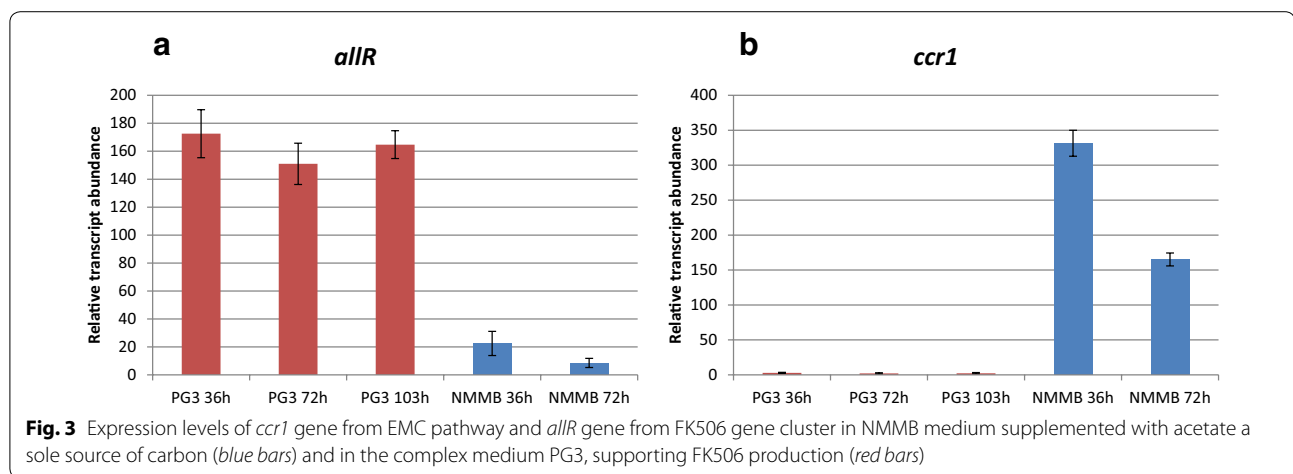 a
allR
Relative transcript abundance
200
180
160
140
120
100
80
60
40
20
0
PG3 36h PG3 72h PG3 103h NMMB 36h NMMB 72h
b
ccr1
Relative transcript abundance
400
350
300
250
200
150
100
50
0
PG3 36h PG3 72h PG3 103h NMMB 36h NMMB 72h
Fig. 3 Expression levels of ccr1 gene from EMC pathway and allR gene from FK506 gene cluster in NMMB medium supplemented with acetate a
sole source of carbon (blue bars) and in the complex medium PG3, supporting FK506 production (red bars)